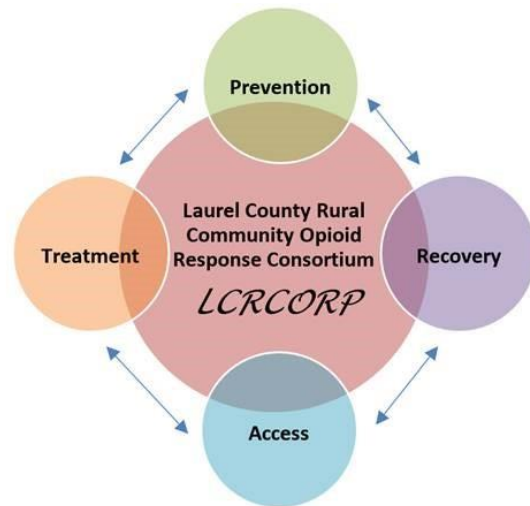 Prevention
Laurel County Rural
Community Opioid
Response Consortium
LCRCORP
Treatment
Recovery
Access